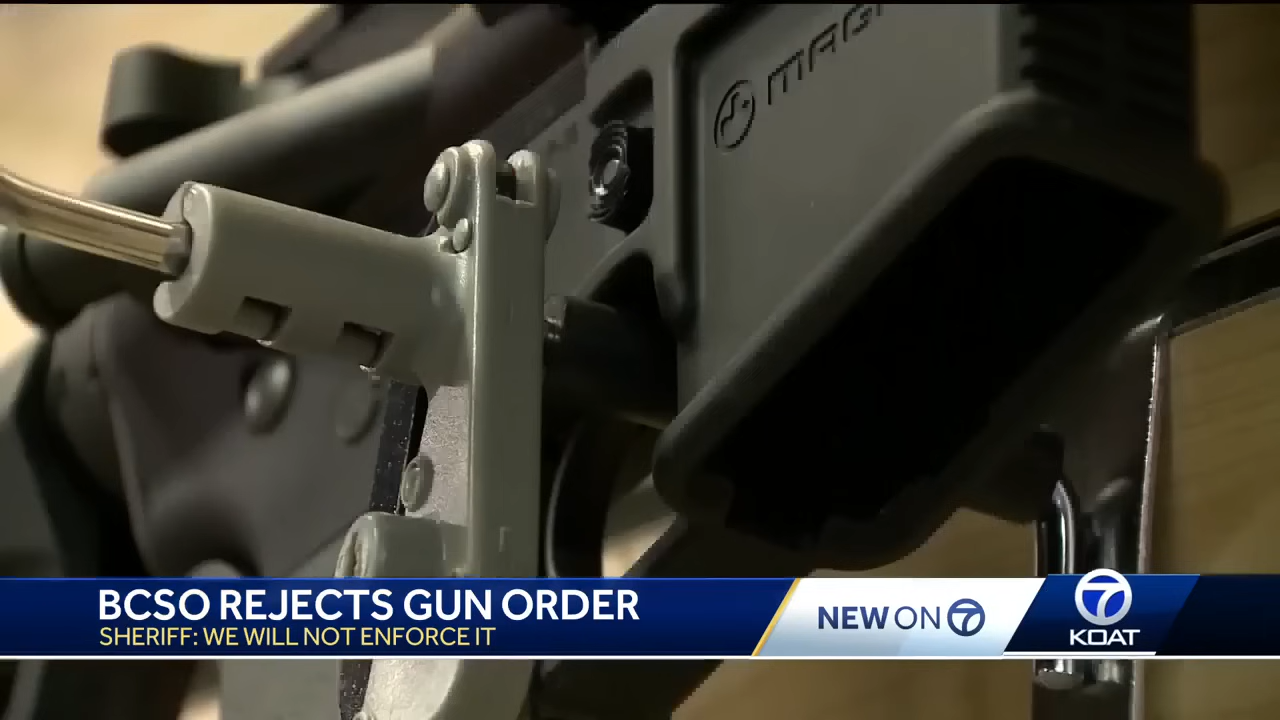 BCSO REJECTS GUN ORDER
SHERIFF: WE WILL NOT ENFORCE IT
NEW ON 7
7
KOAT